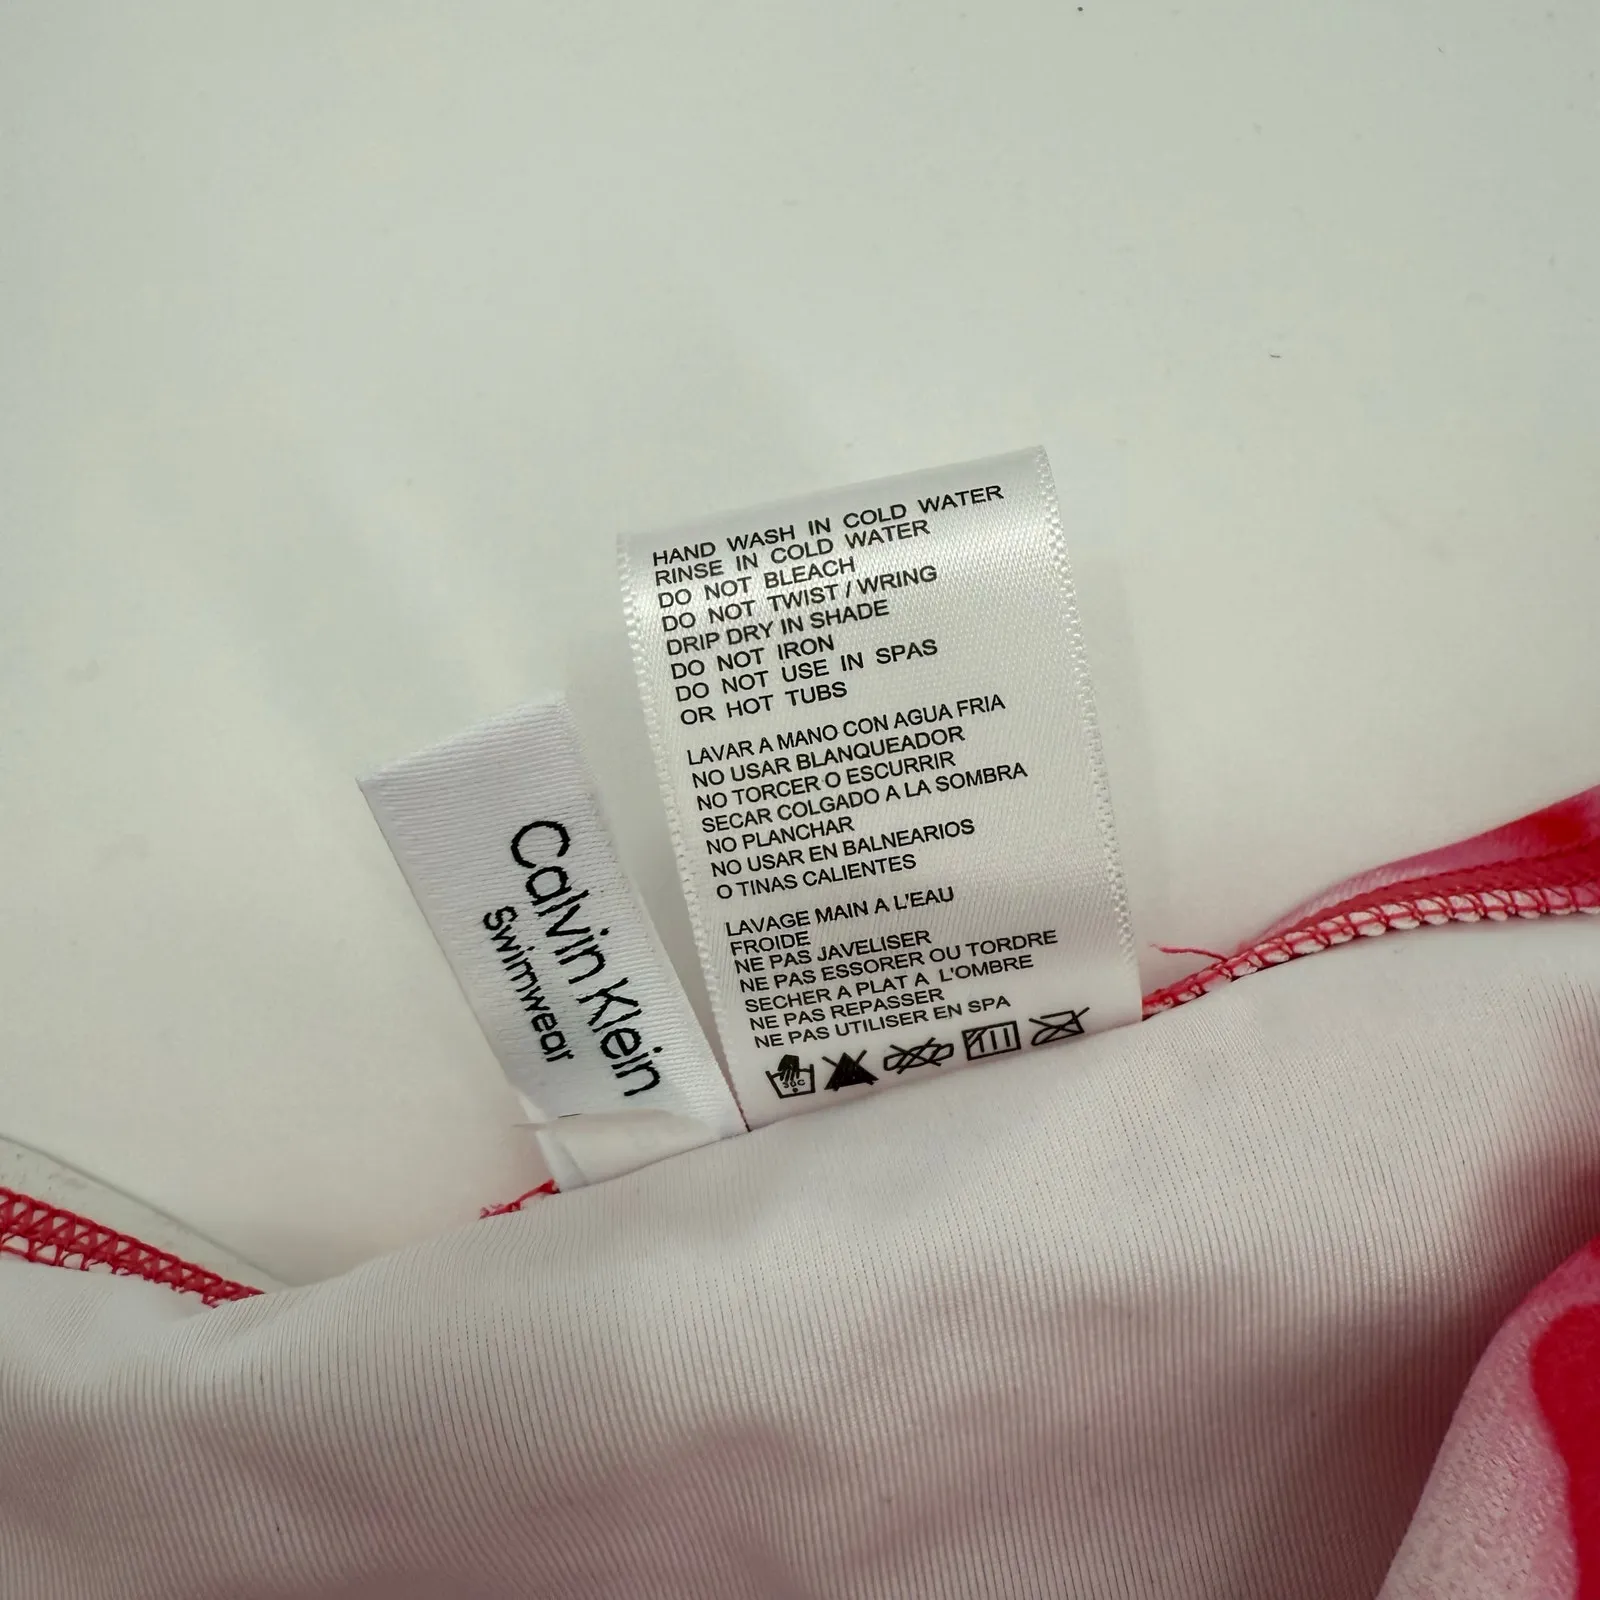 Calvin Klein
Swimwear
HAND WASH IN COLD WATER
RINSE IN COLD WATER
DO NOT BLEACH
DO NOT TWIST / WRING
DRIP DRY IN SHADE
DO NOT IRON
DO NOT USE IN SPAS
OR HOT TUBS
LAVAR A MANO CON AGUA FRIA
NO USAR BLANQUEADOR
NO TORCER O ESCURRIR
SECAR COLGADO A LA SOMBRA
NO PLANCHAR
NO USAR EN BALNEARIOS
O TINAS CALIENTES
LAVAGE MAIN A L'EAU
FROIDE
NE PAS JAVELISER
NE PAS ESSORER OU TORDRE
SECHER A PLAT A L'OMBRE
NE PAS REPASSER
NE PAS UTILISER EN SPA